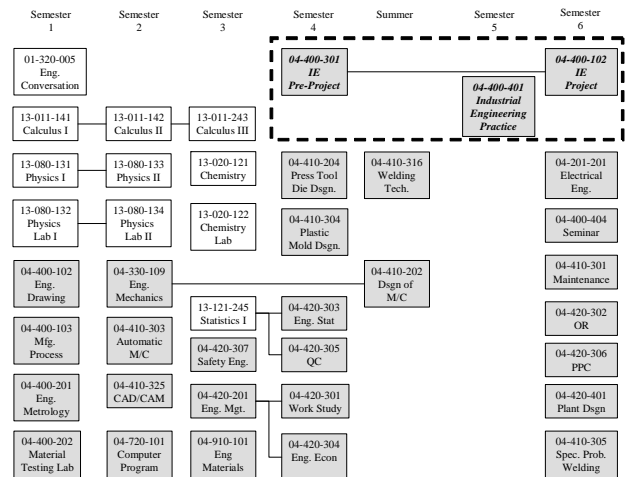 Semester
1
Semester
2
Semester
3
Semester
4
Summer
Semester
5
Semester
6
01-320-005
Eng.
Conversation
04-400-301
IE
Pre-Project
04-400-401
Industrial
Engineering
Practice
04-400-102
IE
Project
13-011-141
Calculus I
13-011-142
Calculus II
13-011-243
Calculus III
13-080-131
Physics I
13-080-133
Physics II
13-020-121
Chemistry
04-410-204
Press Tool
Die Dsgn.
04-410-316
Welding
Tech.
04-201-201
Electrical
Eng.
13-080-132
Physics
Lab I
13-080-134
Physics
Lab II
13-020-122
Chemistry
Lab
04-410-304
Plastic
Mold Dsgn.
04-400-404
Seminar
04-400-102
Eng.
Drawing
04-330-109
Eng.
Mechanics
04-410-202
Dsgn of
M/C
04-410-301
Maintenance
13-121-245
Statistics I
04-420-303
Eng. Stat
04-420-302
OR
04-400-103
Mfg.
Process
04-410-303
Automatic
M/C
04-420-307
Safety Eng.
04-420-305
QC
04-420-306
PPC
04-400-201
Eng.
Metrology
04-410-325
CAD/CAM
04-420-201
Eng. Mgt.
04-420-301
Work Study
04-420-401
Plant Dsgn
04-400-202
Material
Testing Lab
04-720-101
Computer
Program
04-910-101
Eng
Materials
04-420-304
Eng. Econ
04-410-305
Spec. Prob.
Welding